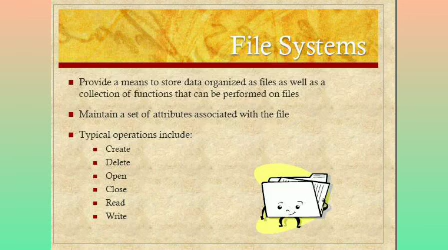 File Systems
Provide a means to store data organized as files as well as a
collection of functions that can be performed on files
Maintain a set of attributes associated with the file
Typical operations include:
Create
Delete
Open
Close
Read
Write